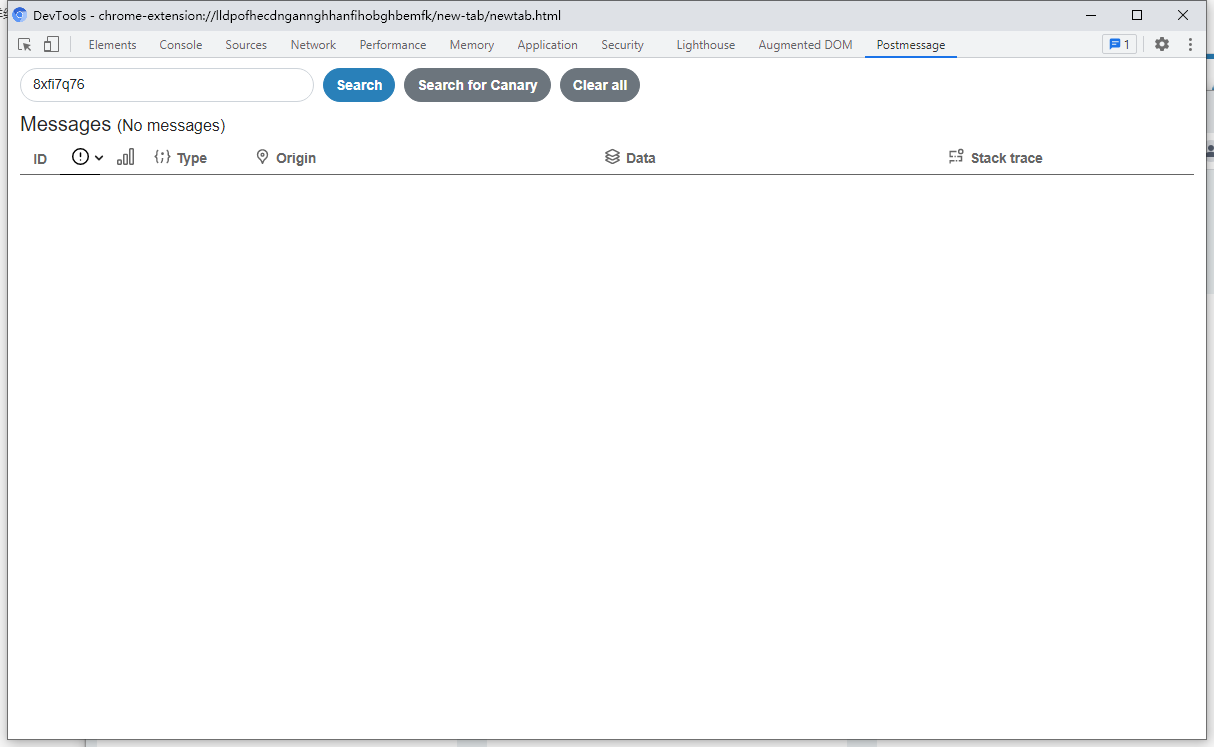 DevTools - chrome-extension://lldpofhecdngannghhanfihobghbemfk/new-tab/newtab.html
Elements Console Sources Network Performance Memory Application Security Lighthouse Augmented DOM Postmessage 1
8xfi7q76 Search Search for Canary Clear all
Messages (No messages)
ID Type Origin Data Stack trace